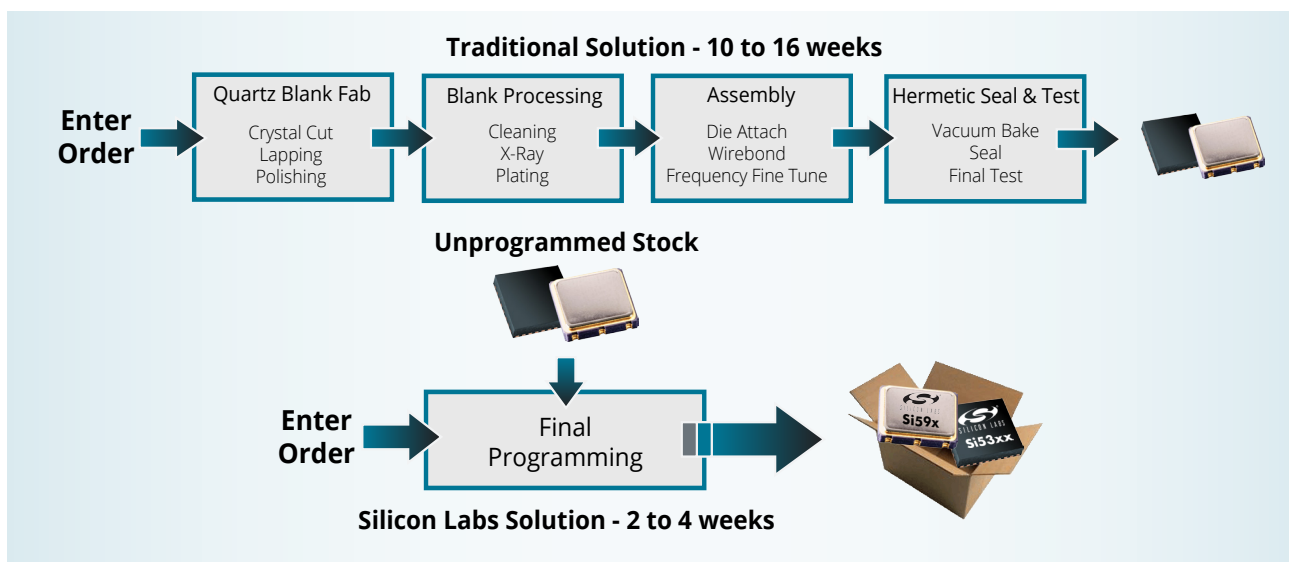 Traditional Solution - 10 to 16 weeks
Enter
Order
Quartz Blank Fab
Crystal Cut
Lapping
Polishing
Blank Processing
Cleaning
X-Ray
Plating
Assembly
Die Attach
Wirebond
Frequency Fine Tune
Hermetic Seal & Test
Vacuum Bake
Seal
Final Test
Unprogrammed Stock
Enter
Order
Final
Programming
SILICON LABS
Si59x
SILICON LABS
Si53xx
Silicon Labs Solution - 2 to 4 weeks